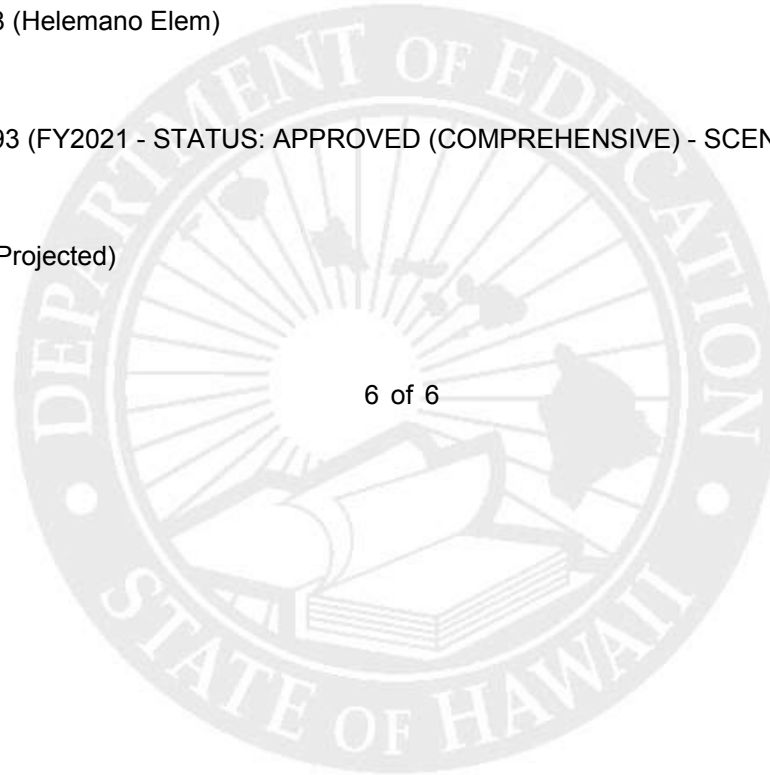 3 (Helemano Elem)
93 (FY2021 - STATUS: APPROVED (COMPREHENSIVE) - SCEN
Projected)
6 of 6
DEPARTMENT OF EDUCATION
STATE OF HAWAII